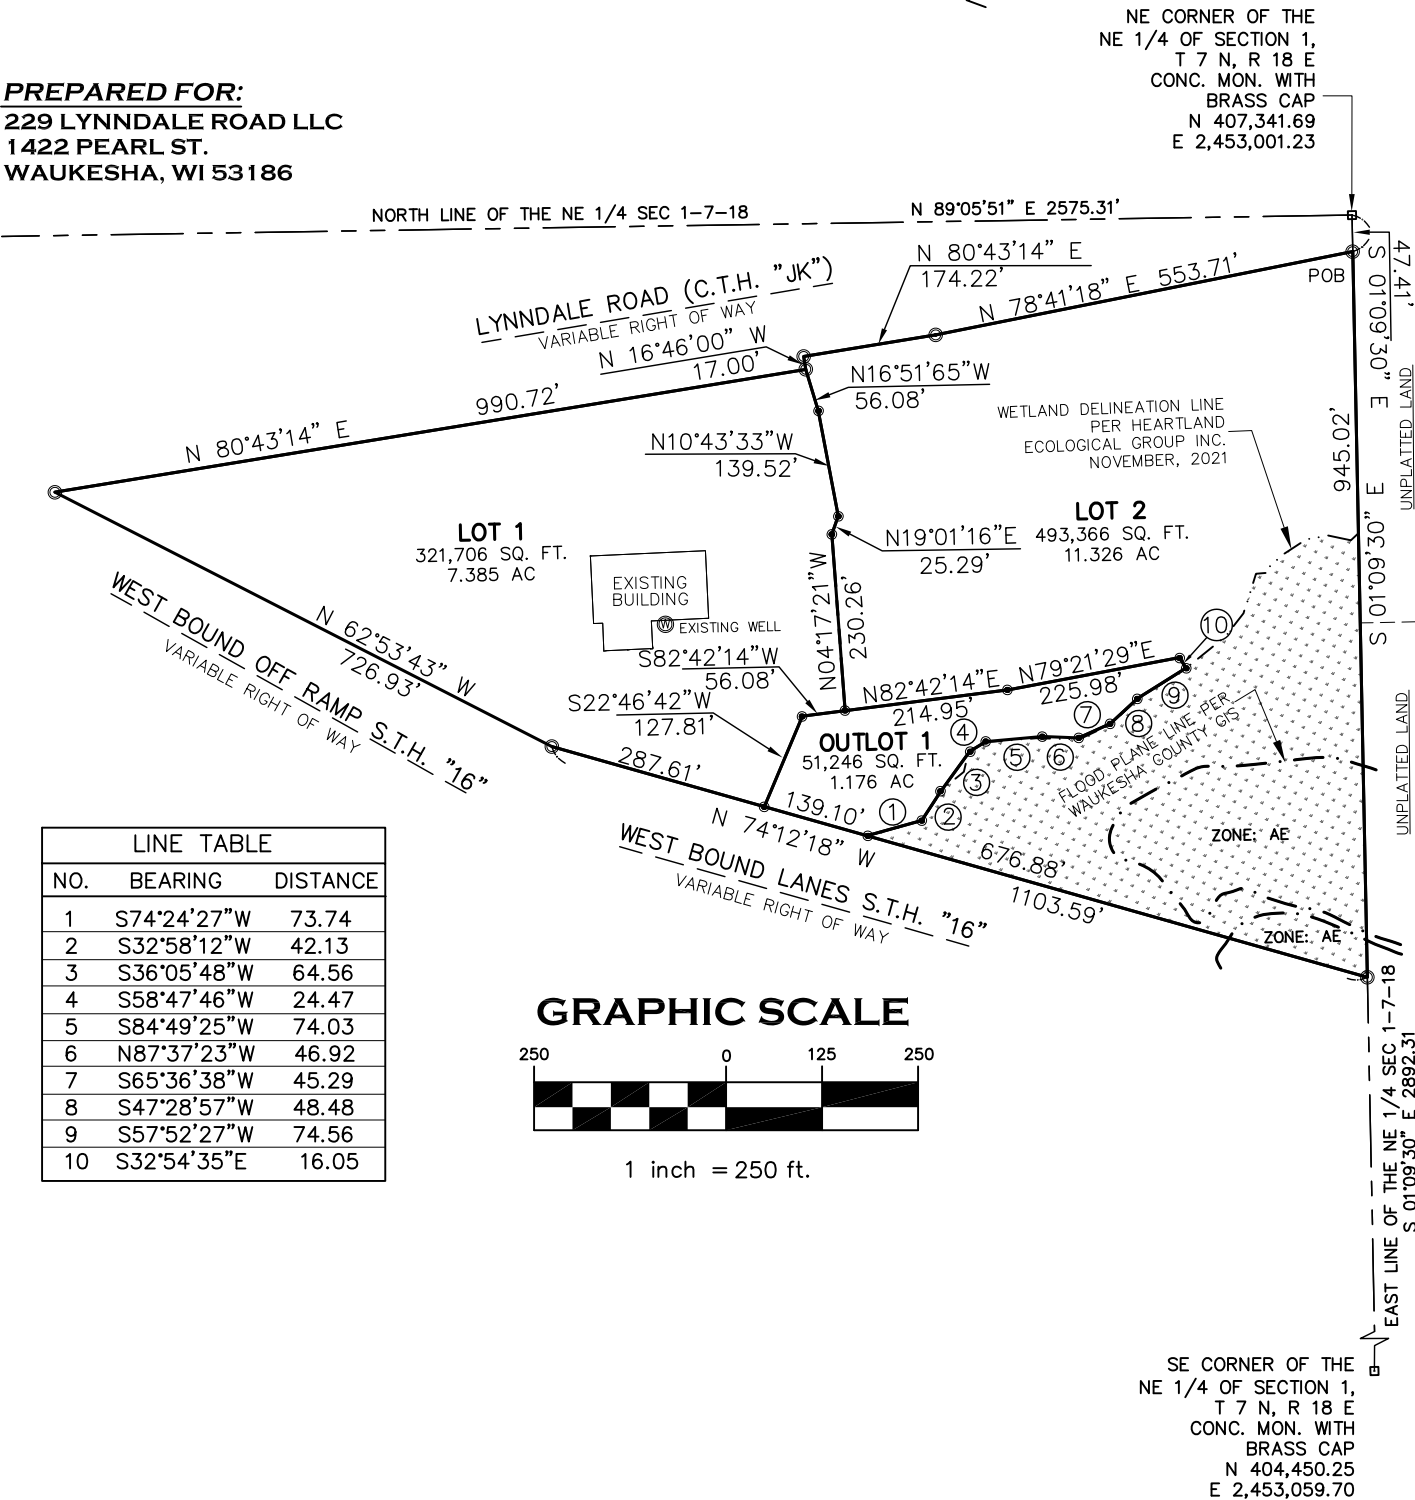 NE CORNER OF THE
NE 1/4 OF SECTION 1,
T 7 N, R 18 E
CONC. MON. WITH
BRASS CAP
N 407,341.69
E 2,453,001.23
PREPARED FOR:
229 LYNNDALE ROAD LLC
1422 PEARL ST.
WAUKESHA, WI 53186
NORTH LINE OF THE NE 1/4 SEC 1-7-18
N 89°05'51" E 2575.31'
47.41'
S 01°09'30" E
POB
N 80°43'14" E
174.22'
N 78°41'18" E 553.71'
LYNNDALE ROAD (C.T.H. "JK")
VARIABLE RIGHT OF WAY
N 16°46'00" W
17.00'
N16°51'65"W
56.08'
990.72'
N 80°43'14" E
N10°43'33"W
139.52'
WETLAND DELINEATION LINE
PER HEARTLAND
ECOLOGICAL GROUP INC.
NOVEMBER, 2021
945.02'
S 01°09'30" E
UNPLATTED LAND
LOT 1
321,706 SQ. FT.
7.385 AC
LOT 2
493,366 SQ. FT.
11.326 AC
N19°01'16"E
25.29'
EXISTING
BUILDING
W EXISTING WELL
N04°17'21"W
230.26'
WEST BOUND OFF RAMP S.T.H. "16"
VARIABLE RIGHT OF WAY
N 62°53'43" W
726.93'
S82°42'14"W
56.08'
S22°46'42"W
127.81'
N82°42'14"E
214.95'
N79°21'29"E
225.98'
10
9
8
7
6
5
4
3
2
1
OUTLOT 1
51,246 SQ. FT.
1.176 AC
FLOOD PLANE LINE PER
WAUKESHA COUNTY GIS
UNPLATTED LAND
ZONE: AE
ZONE: AE
287.61'
139.10'
N 74°12'18" W
676.88'
1103.59'
WEST BOUND LANES S.T.H. "16"
VARIABLE RIGHT OF WAY
LINE TABLE
NO. BEARING DISTANCE
1 S74°24'27"W 73.74
2 S32°58'12"W 42.13
3 S36°05'48"W 64.56
4 S58°47'46"W 24.47
5 S84°49'25"W 74.03
6 N87°37'23"W 46.92
7 S65°36'38"W 45.29
8 S47°28'57"W 48.48
9 S57°52'27"W 74.56
10 S32°54'35"E 16.05
GRAPHIC SCALE
250 0 125 250
1 inch = 250 ft.
EAST LINE OF THE NE 1/4 SEC 1-7-18
S 01°09'30" E 2892.31
SE CORNER OF THE
NE 1/4 OF SECTION 1,
T 7 N, R 18 E
CONC. MON. WITH
BRASS CAP
N 404,450.25
E 2,453,059.70